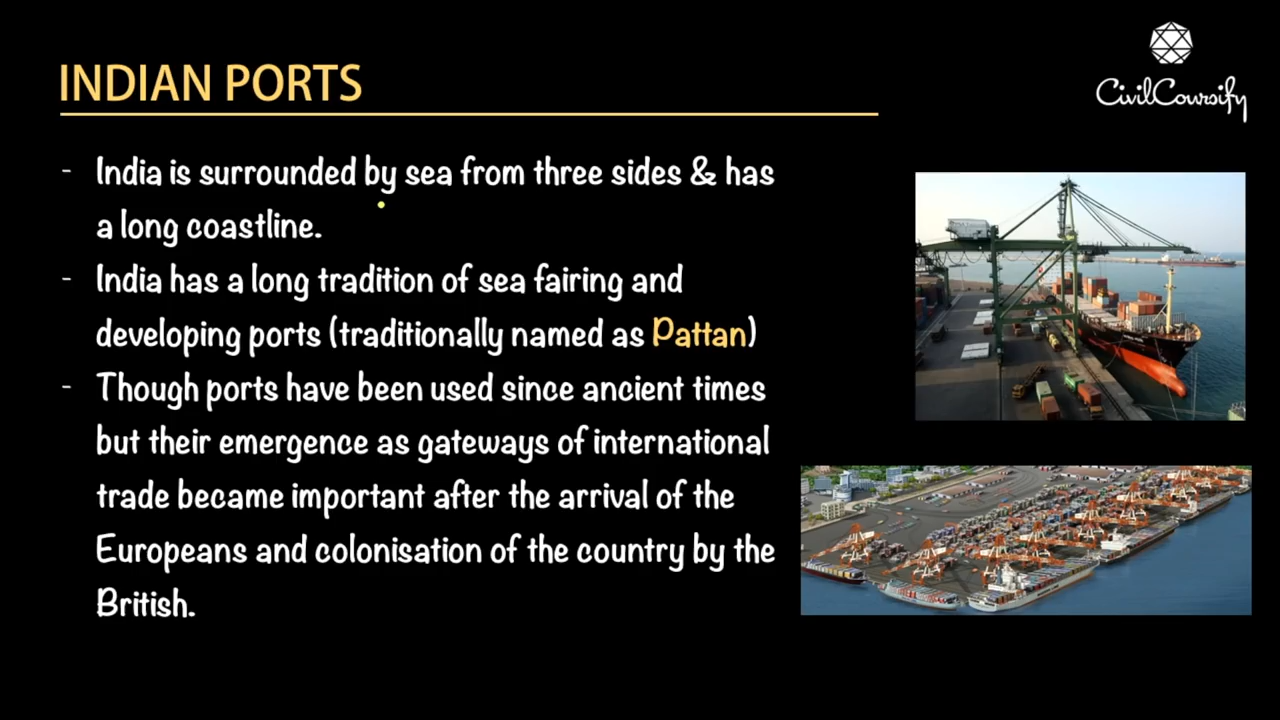 INDIAN PORTS
CivilCoursify
- India is surrounded by sea from three sides & has
a long coastline.
- India has a long tradition of sea fairing and
developing ports (traditionally named as Pattan)
- Though ports have been used since ancient times
but their emergence as gateways of international
trade became important after the arrival of the
Europeans and colonisation of the country by the
British.